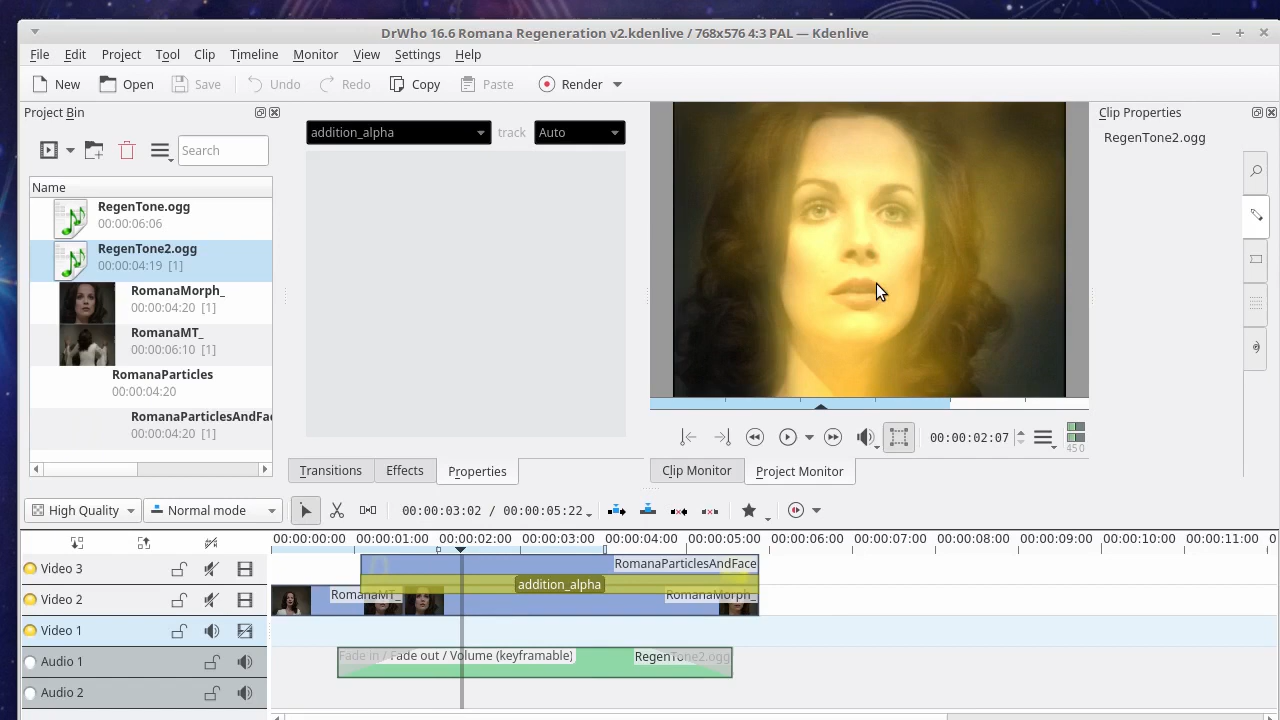 DrWho 16.6 Romana Regeneration v2.kdenlive / 768x576 4:3 PAL — Kdenlive
File Edit Project Tool Clip Timeline Monitor View Settings Help
New Open Save Undo Redo Copy Paste Render
Project Bin
Clip Properties
addition_alpha track Auto
RegenTone2.ogg
Search
Name
RegenTone.ogg
00:00:06:06
RegenTone2.ogg
00:00:04:19 [1]
RomanaMorph_
00:00:04:20 [1]
RomanaMT_
00:00:06:10 [1]
RomanaParticles
00:00:04:20
RomanaParticlesAndFac
00:00:04:20 [1]
00:00:02:07
45 0
Transitions Effects Properties
Clip Monitor Project Monitor
High Quality Normal mode
00:00:03:02 / 00:00:05:22
00:00:00:00 00:00:01:00 00:00:02:00 00:00:03:00 00:00:04:00 00:00:05:00 00:00:06:00 00:00:07:00 00:00:08:00 00:00:09:00 00:00:10:00 00:00:11:00 0
Video 3
RomanaParticlesAndFace
addition_alpha
Video 2
RomanaMT_
RomanaMorph_
Video 1
Audio 1
Fade in / Fade out / Volume (keyframable)
RegenTone2.ogg
Audio 2